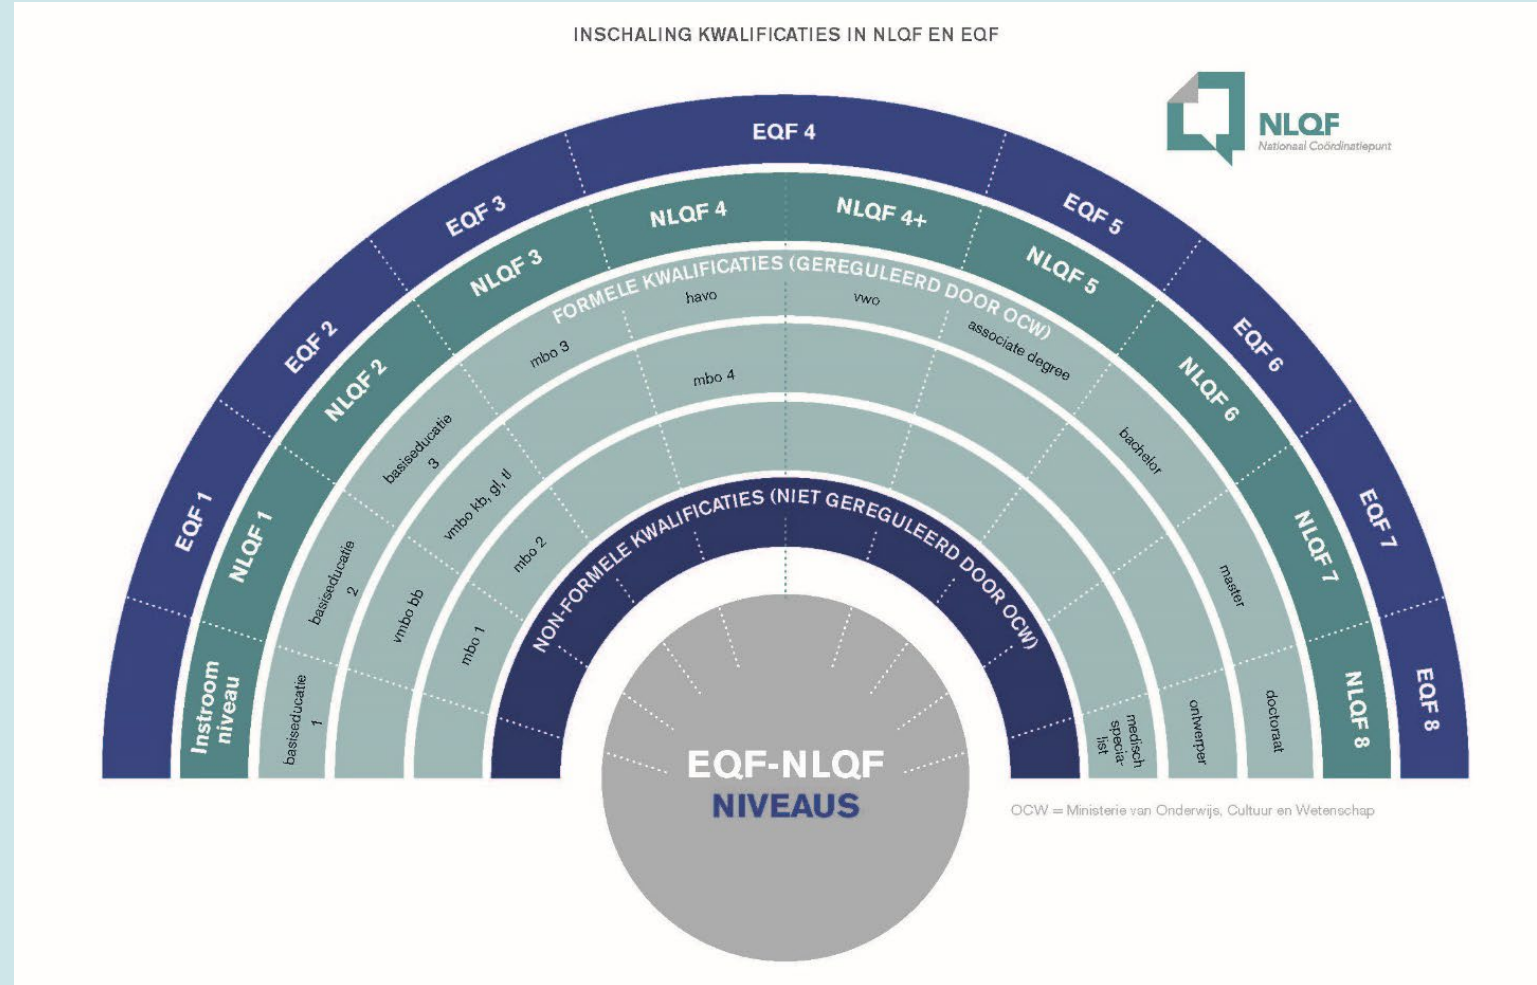 INSCHALING KWALIFICATIES IN NLQF EN EQF
NLQF
Nationaal Coördinatiepunt
EQF 1
EQF 2
EQF 3
EQF 4
EQF 5
EQF 6
EQF 7
EQF 8
Instroom
niveau
NLQF 1
NLQF 2
NLQF 3
NLQF 4
NLQF 4+
NLQF 5
NLQF 6
NLQF 7
NLQF 8
FORMELE KWALIFICATIES (GEREGULEERD DOOR OCW)
basiseducatie
1
basiseducatie
2
basiseducatie
3
mbo 3
havo
vwo
associate degree
bachelor
master
doctoraat
vmbo bb
vmbo kb, gl, tl
mbo 4
ontwerper
mbo 1
mbo 2
medisch
specia-
list
NON-FORMELE KWALIFICATIES (NIET GEREGULEERD DOOR OCW)
EQF-NLQF
NIVEAUS
OCW = Ministerie van Onderwijs, Cultuur en Wetenschap